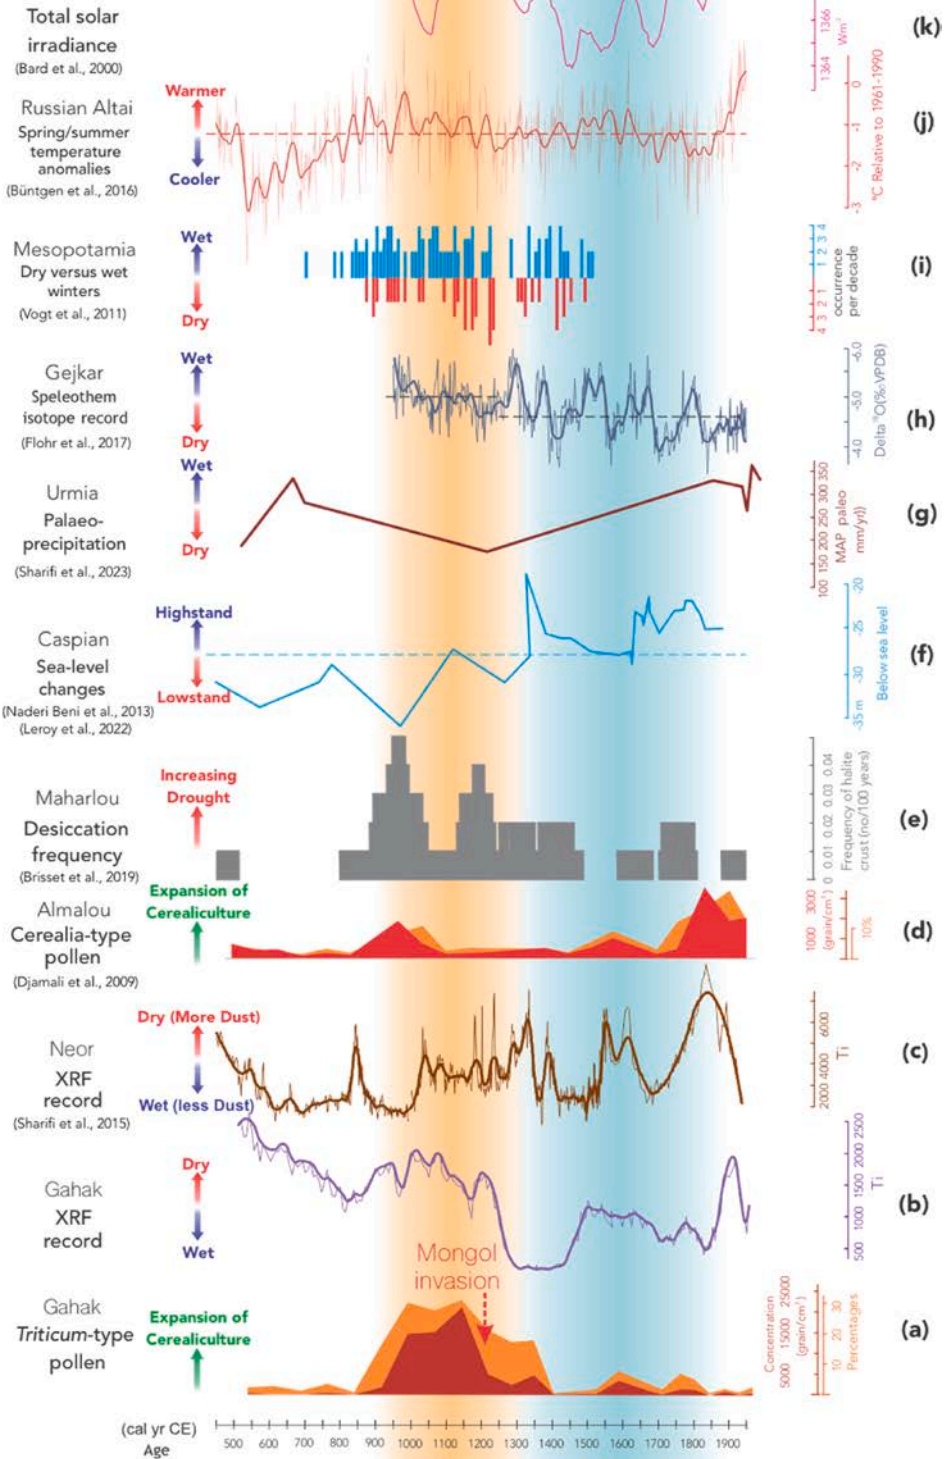 Total solar
irradiance
(Bard et al., 2000)
1364 1366
Wm²
(k)
Russian Altai
Spring/summer
temperature
anomalies
(Büntgen et al., 2016)
Warmer
Cooler
-3 -2 -1 0
°C Relative to 1961-1990
(j)
Mesopotamia
Dry versus wet
winters
(Vogt et al., 2011)
Wet
Dry
4 3 2 1 1 2 3 4
occurrence
per decade
(i)
Gejkar
Speleothem
isotope record
(Flohr et al., 2017)
Wet
Dry
-4.0 -5.0 -6.0
Delta ¹⁸O(‰VPDB)
(h)
Urmia
Palaeo-
precipitation
(Sharifi et al., 2023)
Wet
Dry
100 150 200 250 300 350
MAP paleo
mm/yr))
(g)
Caspian
Sea-level
changes
(Naderi Beni et al., 2013)
(Leroy et al., 2022)
Highstand
Lowstand
-35 m -30 -25 -20
Below sea level
(f)
Maharlou
Desiccation
frequency
(Brisset et al., 2019)
Increasing
Drought
0 0.01 0.02 0.03 0.04
Frequency of halite
crust (no/100 years)
(e)
Almalou
Cerealia-type
pollen
(Djamali et al., 2009)
Expansion of
Cerealiculture
1000 3000
(grain/cm³)
10%
(d)
Neor
XRF
record
(Sharifi et al., 2015)
Dry (More Dust)
Wet (less Dust)
2000 4000 6000
Ti
(c)
Gahak
XRF
record
Dry
Wet
500 1000 1500 2000 2500
Ti
(b)
Mongol
invasion
Gahak
Triticum-type
pollen
Expansion of
Cerealiculture
Concentration
(grain/cm³)
5000 15000 25000
10 20 30
Percentages
(a)
(cal yr CE)
Age
500 600 700 800 900 1000 1100 1200 1300 1400 1500 1600 1700 1800 1900